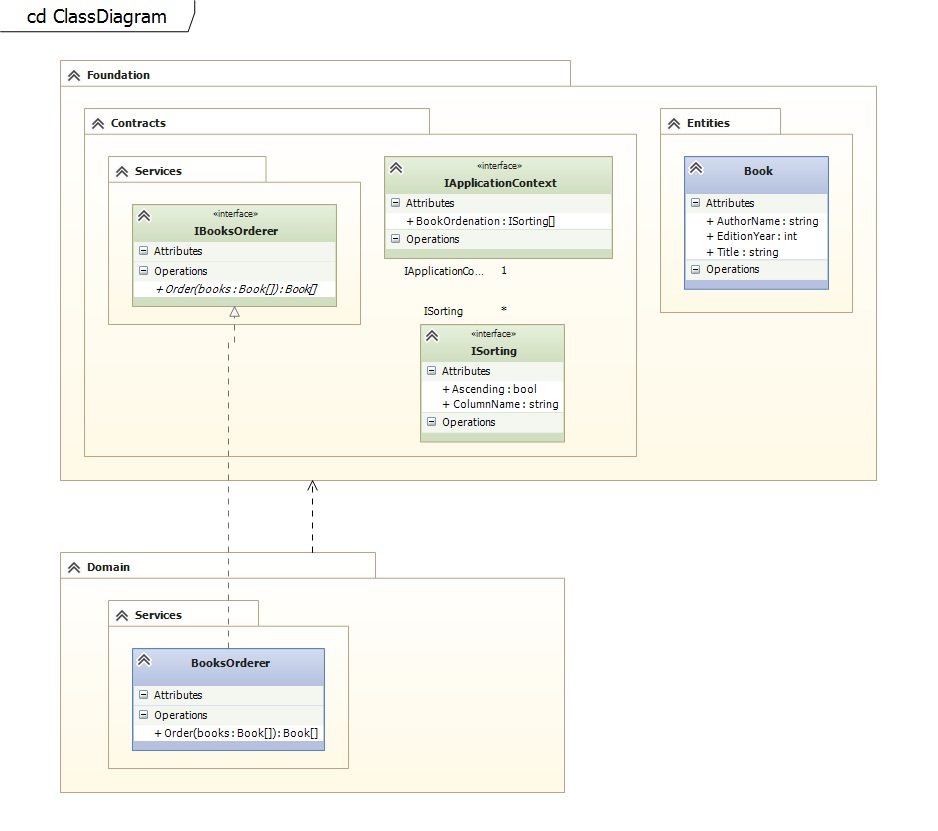 cd ClassDiagram
Foundation
Contracts
Services
«interface»
IBooksOrderer
Attributes
Operations
+ Order(books : Book[]) : Book[]
«interface»
IApplicationContext
Attributes
+ BookOrdenation : ISorting[]
Operations
IApplicationCo... 1
ISorting *
«interface»
ISorting
Attributes
+ Ascending : bool
+ ColumnName : string
Operations
Entities
Book
Attributes
+ AuthorName : string
+ EditionYear : int
+ Title : string
Operations
Domain
Services
BooksOrderer
Attributes
Operations
+ Order(books : Book[]) : Book[]